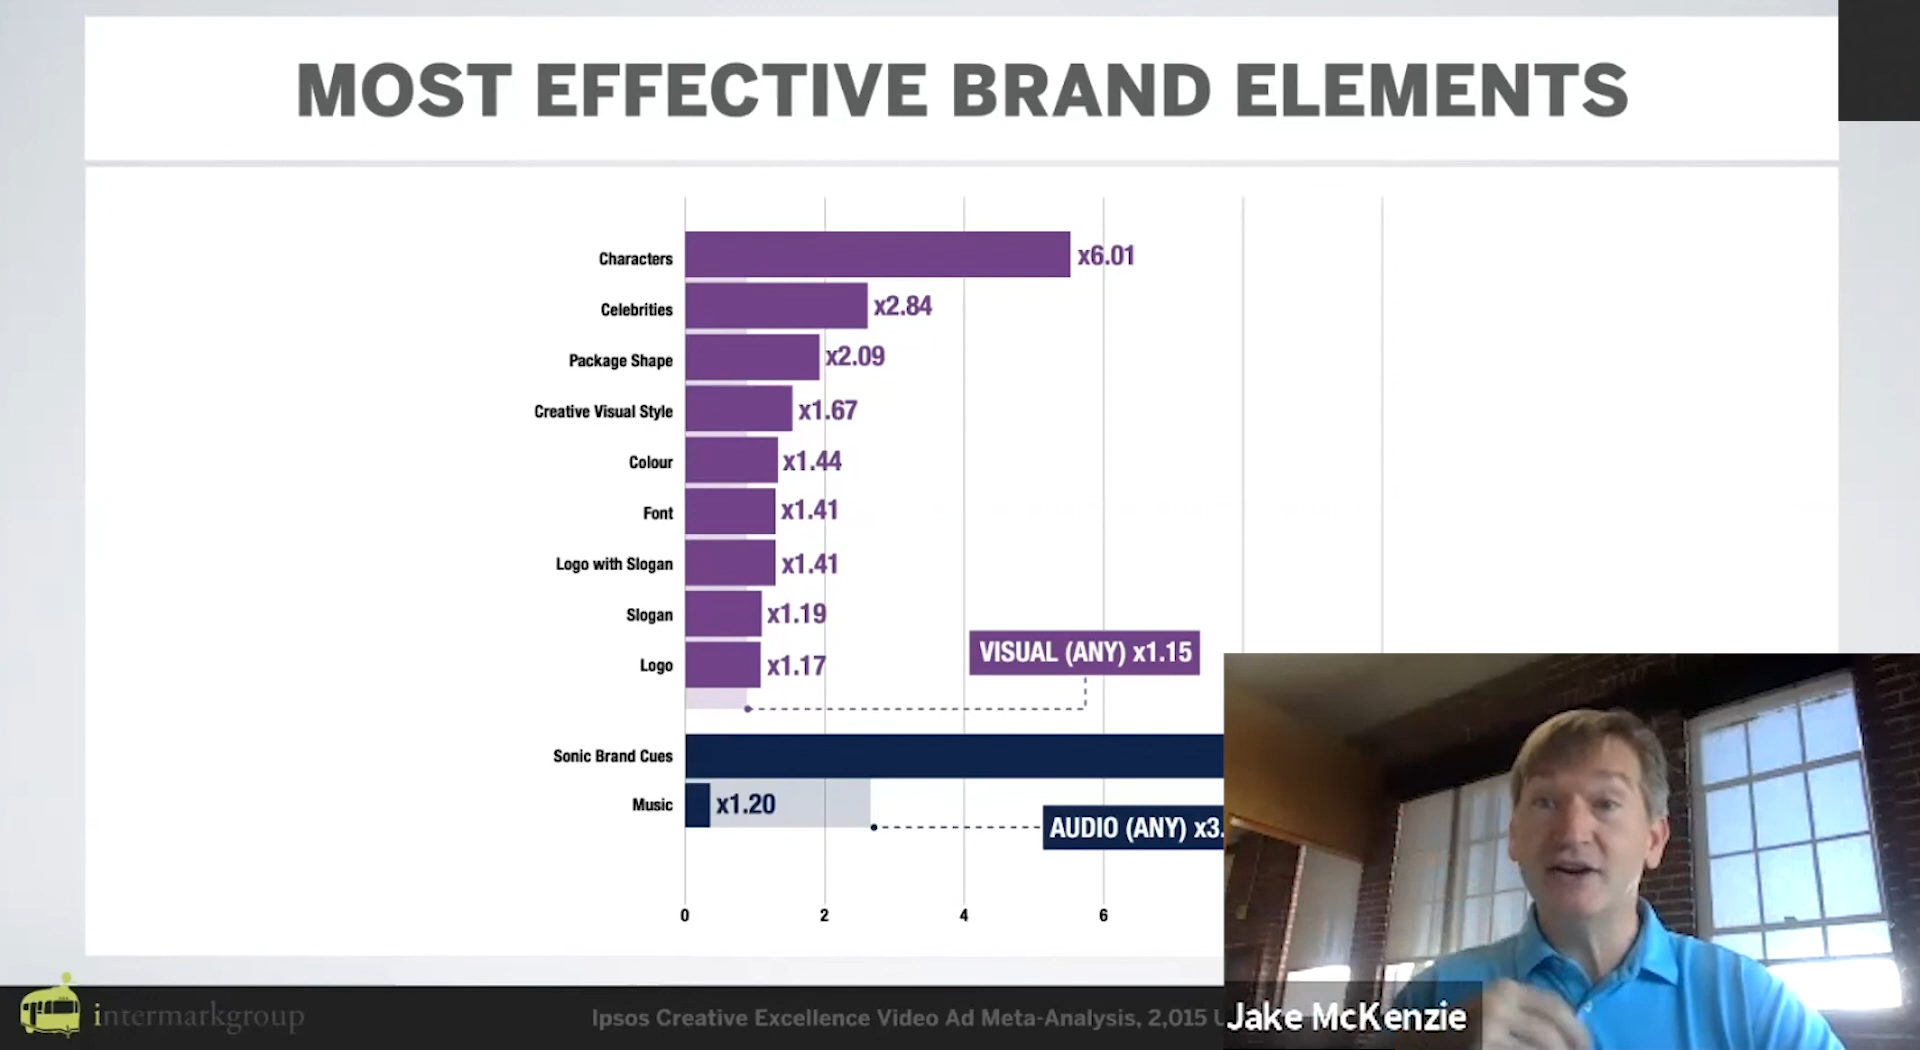 MOST EFFECTIVE BRAND ELEMENTS
Characters x6.01
Celebrities x2.84
Package Shape x2.09
Creative Visual Style x1.67
Colour x1.44
Font x1.41
Logo with Slogan x1.41
Slogan x1.19
Logo x1.17
VISUAL (ANY) x1.15
Sonic Brand Cues
Music x1.20
AUDIO (ANY) x3.
0 2 4 6
intermarkgroup
Ipsos Creative Excellence Video Ad Meta-Analysis, 2,015
Jake McKenzie